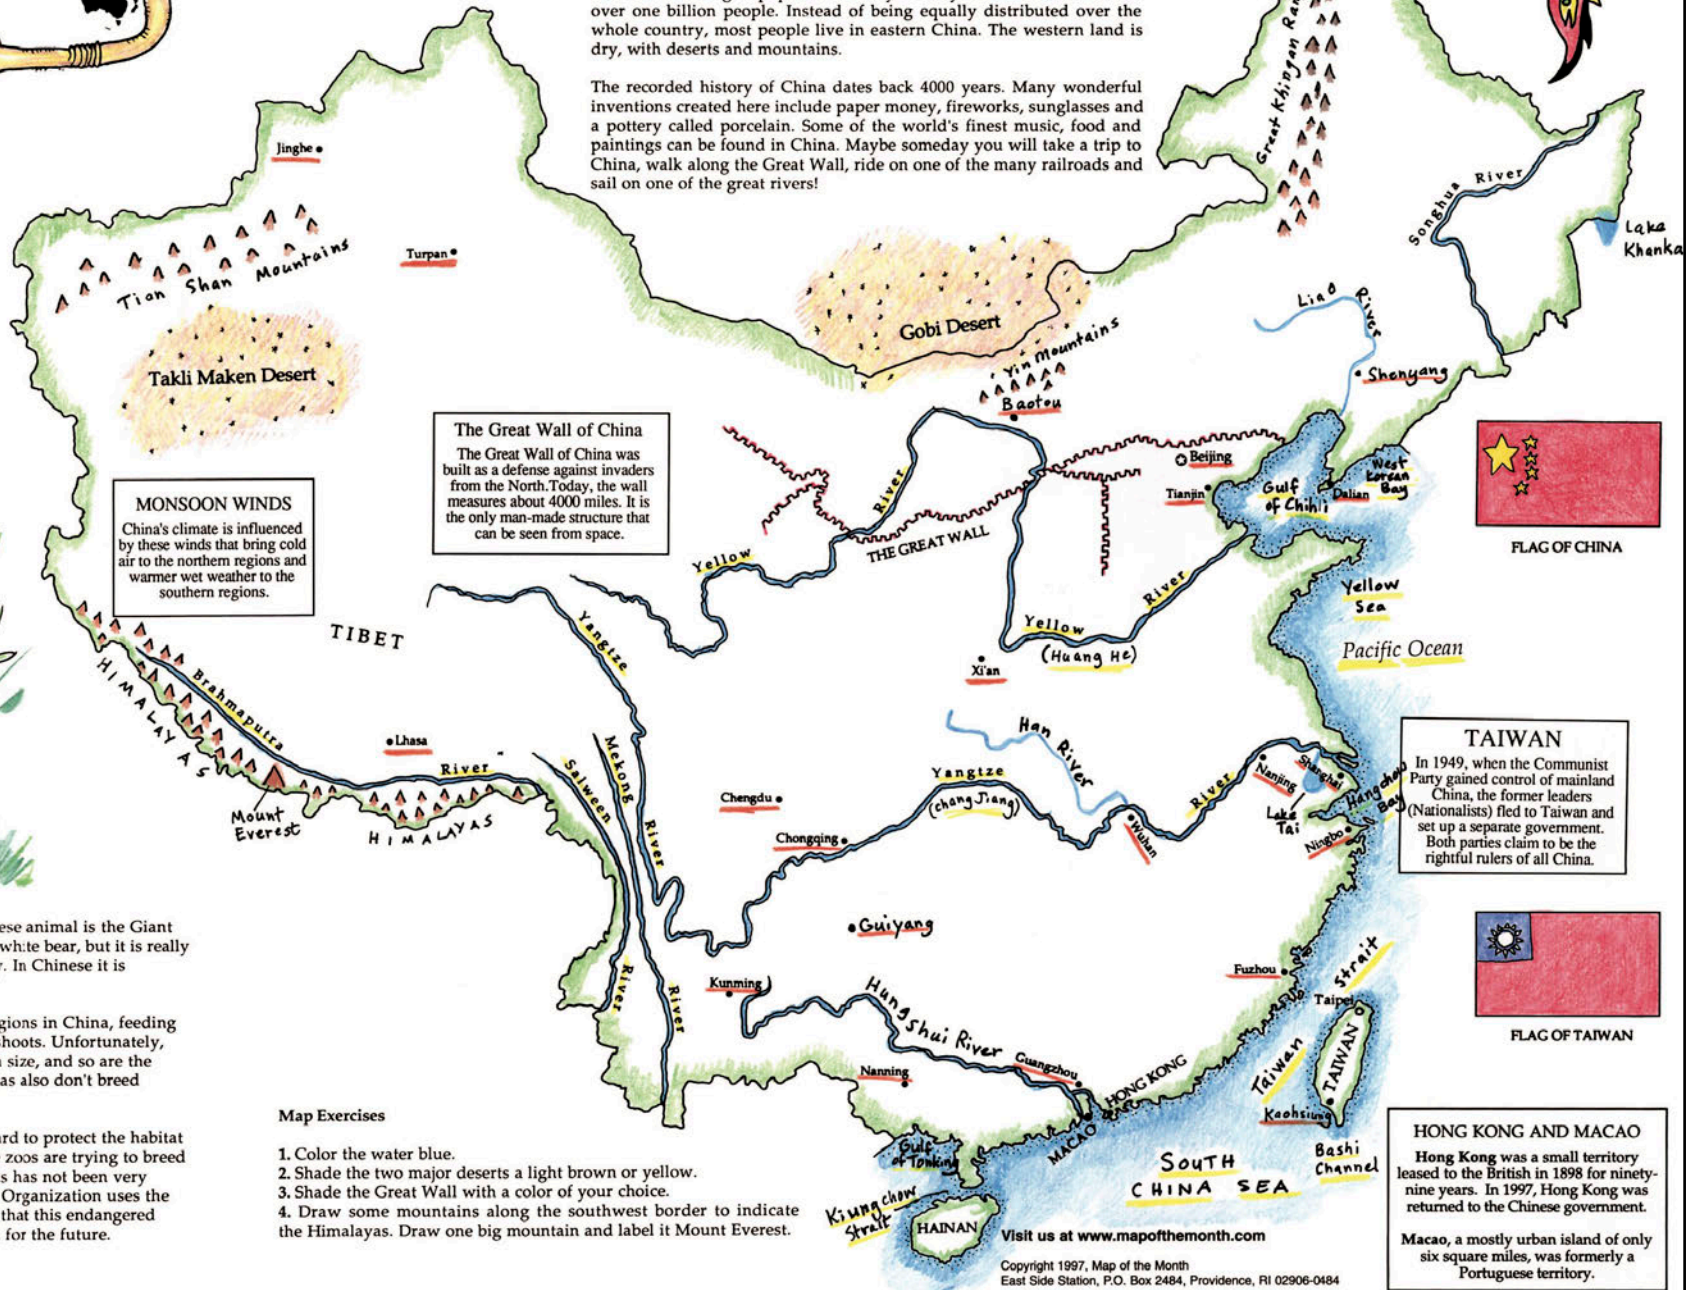 over one billion people. Instead of being equally distributed over the
whole country, most people live in eastern China. The western land is
dry, with deserts and mountains.
The recorded history of China dates back 4000 years. Many wonderful
inventions created here include paper money, fireworks, sunglasses and
a pottery called porcelain. Some of the world's finest music, food and
paintings can be found in China. Maybe someday you will take a trip to
China, walk along the Great Wall, ride on one of the many railroads and
sail on one of the great rivers!
Great Khingan Ran
Jinghe
Songhua River
Lake
Khanka
Tian Shan Mountains
Turpan
Liao River
Gobi Desert
Yin Mountains
Takli Maken Desert
Shenyang
Baotou
The Great Wall of China
The Great Wall of China was
built as a defense against invaders
from the North.Today, the wall
measures about 4000 miles. It is
the only man-made structure that
can be seen from space.
Beijing
West
Korean
Bay
Tianjin
Gulf
of Chihli
Dalian
MONSOON WINDS
China's climate is influenced
by these winds that bring cold
air to the northern regions and
warmer wet weather to the
southern regions.
River
THE GREAT WALL
FLAG OF CHINA
Yellow
River
Yellow
Sea
TIBET
Yangtze
Yellow
(Huang He)
Pacific Ocean
HIMALAYAS
Brahmaputra
Xi'an
Lhasa
River
Han River
TAIWAN
In 1949, when the Communist
Party gained control of mainland
China, the former leaders
(Nationalists) fled to Taiwan and
set up a separate government.
Both parties claim to be the
rightful rulers of all China.
Salween
Mekong
Yangtze
(chang Jiang)
River
Nanjing
Shanghai
Hangchow
Bay
Lake
Tai
Mount
Everest
HIMALAYAS
River
Chengdu
Chongqing
Wuhan
Ningbo
ese animal is the Giant
white bear, but it is really
r. In Chinese it is
Guiyang
Fuzhou
Strait
Taipei
Kunming
River
River
Hungshui River
gions in China, feeding
hoots. Unfortunately,
size, and so are the
as also don't breed
FLAG OF TAIWAN
Taiwan
TAIWAN
Nanning
Guangzhou
HONG KONG
MACAO
Kaohsiung
Map Exercises
1. Color the water blue.
2. Shade the two major deserts a light brown or yellow.
3. Shade the Great Wall with a color of your choice.
4. Draw some mountains along the southwest border to indicate
the Himalayas. Draw one big mountain and label it Mount Everest.
ard to protect the habitat
zoos are trying to breed
s has not been very
Organization uses the
that this endangered
for the future.
Gulf
of Tonking
Bashi
Channel
SOUTH
CHINA SEA
Kiungchow
Strait
HAINAN
HONG KONG AND MACAO
Hong Kong was a small territory
leased to the British in 1898 for ninety-
nine years. In 1997, Hong Kong was
returned to the Chinese government.
Macao, a mostly urban island of only
six square miles, was formerly a
Portuguese territory.
Visit us at www.mapofthemonth.com
Copyright 1997, Map of the Month
East Side Station, P.O. Box 2484, Providence, RI 02906-0484